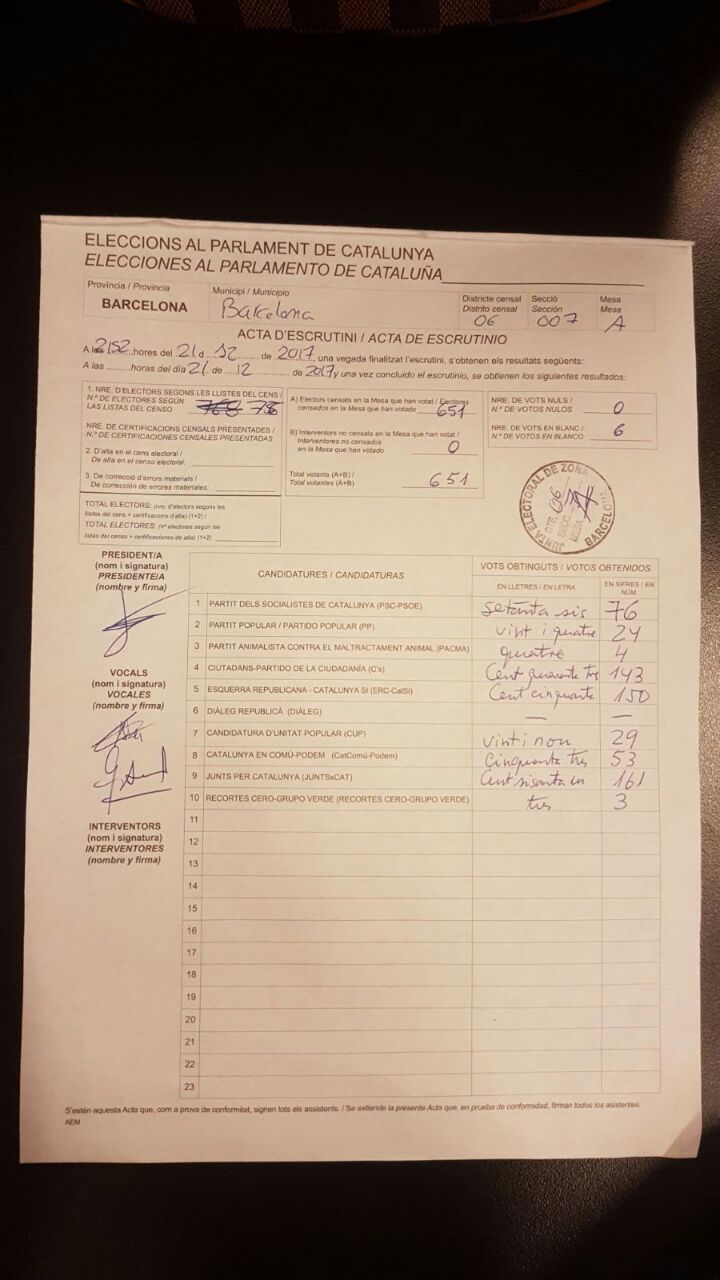 ELECCIONS AL PARLAMENT DE CATALUNYA
ELECCIONES AL PARLAMENTO DE CATALUÑA
Província / Provincia
BARCELONA
Municipi / Municipio
Barcelona
Districte censal
Distrito censal
06
Secció
Sección
007
Mesa
Mesa
A
ACTA D'ESCRUTINI / ACTA DE ESCRUTINIO
A les 2152 hores del 21 d 12 de 2017 una vegada finalitzat l'escrutini, s'obtenen els resultats següents:
A las ........ horas del día 21 de 12 de 2017 y una vez concluido el escrutinio, se obtienen los siguientes resultados:
1. NRE. D'ELECTORS SEGONS LES LLISTES DEL CENS /
N.º DE ELECTORES SEGÚN
LAS LISTAS DEL CENSO
NRE. DE CERTIFICACIONS CENSALS PRESENTADES /
N.º DE CERTIFICACIONES CENSALES PRESENTADAS
2. D'alta en el cens electoral /
De alta en el censo electoral:
3. De correcció d'errors materials /
De corrección de errores materiales:
TOTAL ELECTORS: (nre. d'electors segons les
llistes del cens + certificacions d'alta) (1+2) /
TOTAL ELECTORES: (nº electores según las
listas del censo + certificaciones de alta) (1+2)
A) Electors censats en la Mesa que han votat / Electores
censados en la Mesa que han votado 651
B) Interventors no censats en la Mesa que han votat /
Interventores no censados
en la Mesa que han votado 0
Total votants (A+B) /
Total votantes (A+B) 651
NRE. DE VOTS NULS /
N.º DE VOTOS NULOS 0
NRE. DE VOTS EN BLANC /
N.º DE VOTOS EN BLANCO 6
JUNTA ELECTORAL DE ZONA
BARCELONA
DTE. 06
SECC.
MESA
PRESIDENT/A
(nom i signatura)
PRESIDENTE/A
(nombre y firma)
VOCALS
(nom i signatura)
VOCALES
(nombre y firma)
INTERVENTORS
(nom i signatura)
INTERVENTORES
(nombre y firma)
CANDIDATURES / CANDIDATURAS
VOTS OBTINGUTS / VOTOS OBTENIDOS
EN LLETRES / EN LETRA
EN XIFRES / EN NÚM.
1 PARTIT DELS SOCIALISTES DE CATALUNYA (PSC-PSOE) setanta sis 76
2 PARTIT POPULAR / PARTIDO POPULAR (PP) vint i quatre 24
3 PARTIT ANIMALISTA CONTRA EL MALTRACTAMENT ANIMAL (PACMA) quatre 4
4 CIUTADANS-PARTIDO DE LA CIUDADANÍA (C's) Cent quaranta tres 143
5 ESQUERRA REPUBLICANA - CATALUNYA SÍ (ERC-CatSí) Cent cinquanta 150
6 DIÀLEG REPUBLICÀ (DIÀLEG) — —
7 CANDIDATURA D'UNITAT POPULAR (CUP) vint i nou 29
8 CATALUNYA EN COMÚ-PODEM (CatComú-Podem) Cinquanta tres 53
9 JUNTS PER CATALUNYA (JUNTSxCAT) Cent sisanta un 161
10 RECORTES CERO-GRUPO VERDE (RECORTES CERO-GRUPO VERDE) tres 3
11
12
13
14
15
16
17
18
19
20
21
22
23
S'estén aquesta Acta que, com a prova de conformitat, signen tots els assistents. / Se extiende la presente Acta que, en prueba de conformidad, firman todos los asistentes.
AEM